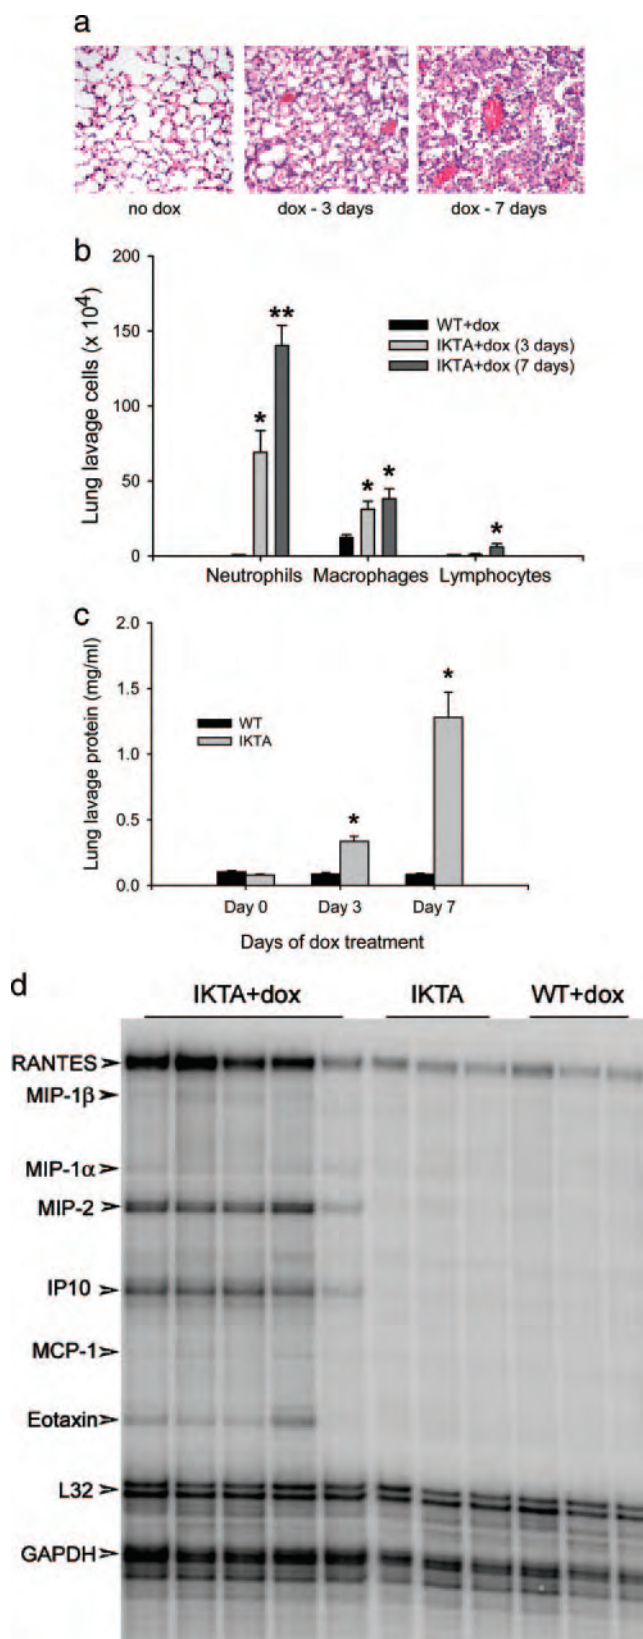 a
no dox
dox - 3 days
dox - 7 days
b
Lung lavage cells (x 10⁴)
200
150
100
50
0
**
*
*
*
*
WT+dox
IKTA+dox (3 days)
IKTA+dox (7 days)
Neutrophils
Macrophages
Lymphocytes
c
Lung lavage protein (mg/ml)
2.0
1.5
1.0
0.5
0.0
*
*
WT
IKTA
Day 0
Day 3
Day 7
Days of dox treatment
d
IKTA+dox
IKTA
WT+dox
RANTES
MIP-1β
MIP-1α
MIP-2
IP10
MCP-1
Eotaxin
L32
GAPDH